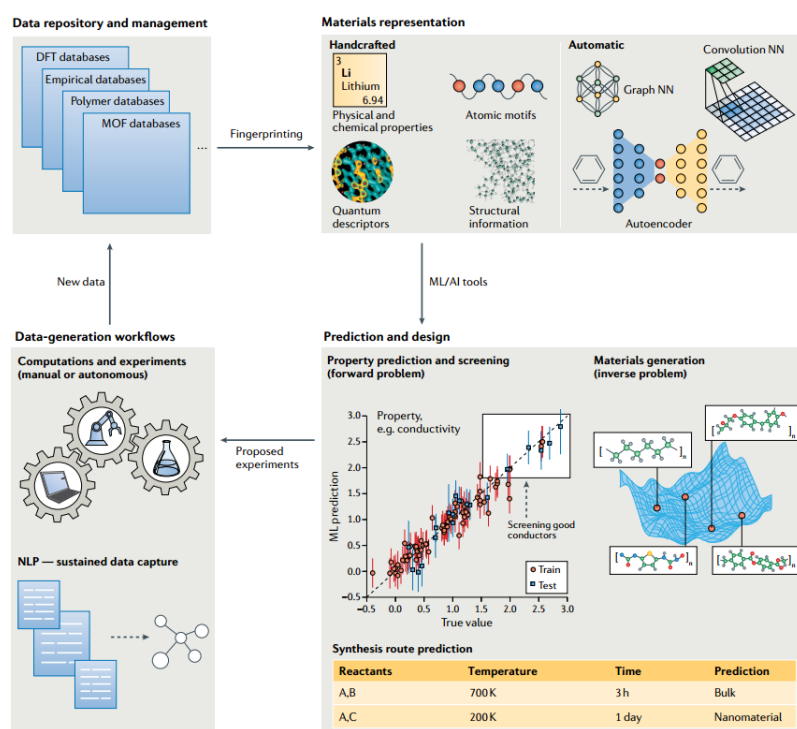 Data repository and management
DFT databases
Empirical databases
Polymer databases
MOF databases
...
Fingerprinting
Materials representation
Handcrafted
3
Li
Lithium
6.94
Physical and
chemical properties
Atomic motifs
Quantum
descriptors
Structural
information
Automatic
Graph NN
Convolution NN
Autoencoder
New data
ML/AI tools
Data-generation workflows
Computations and experiments
(manual or autonomous)
NLP — sustained data capture
Proposed
experiments
Prediction and design
Property prediction and screening
(forward problem)
Property,
e.g. conductivity
ML prediction
3.0
2.5
2.0
1.5
1.0
0.5
0.0
–0.5
–0.5
0.0
0.5
1.0
1.5
2.0
2.5
3.0
True value
Screening good
conductors
Train
Test
Materials generation
(inverse problem)
[ ]n
[ ]n
[ ]n
[ ]n
Synthesis route prediction
Reactants Temperature Time Prediction
A,B 700 K 3 h Bulk
A,C 200 K 1 day Nanomaterial